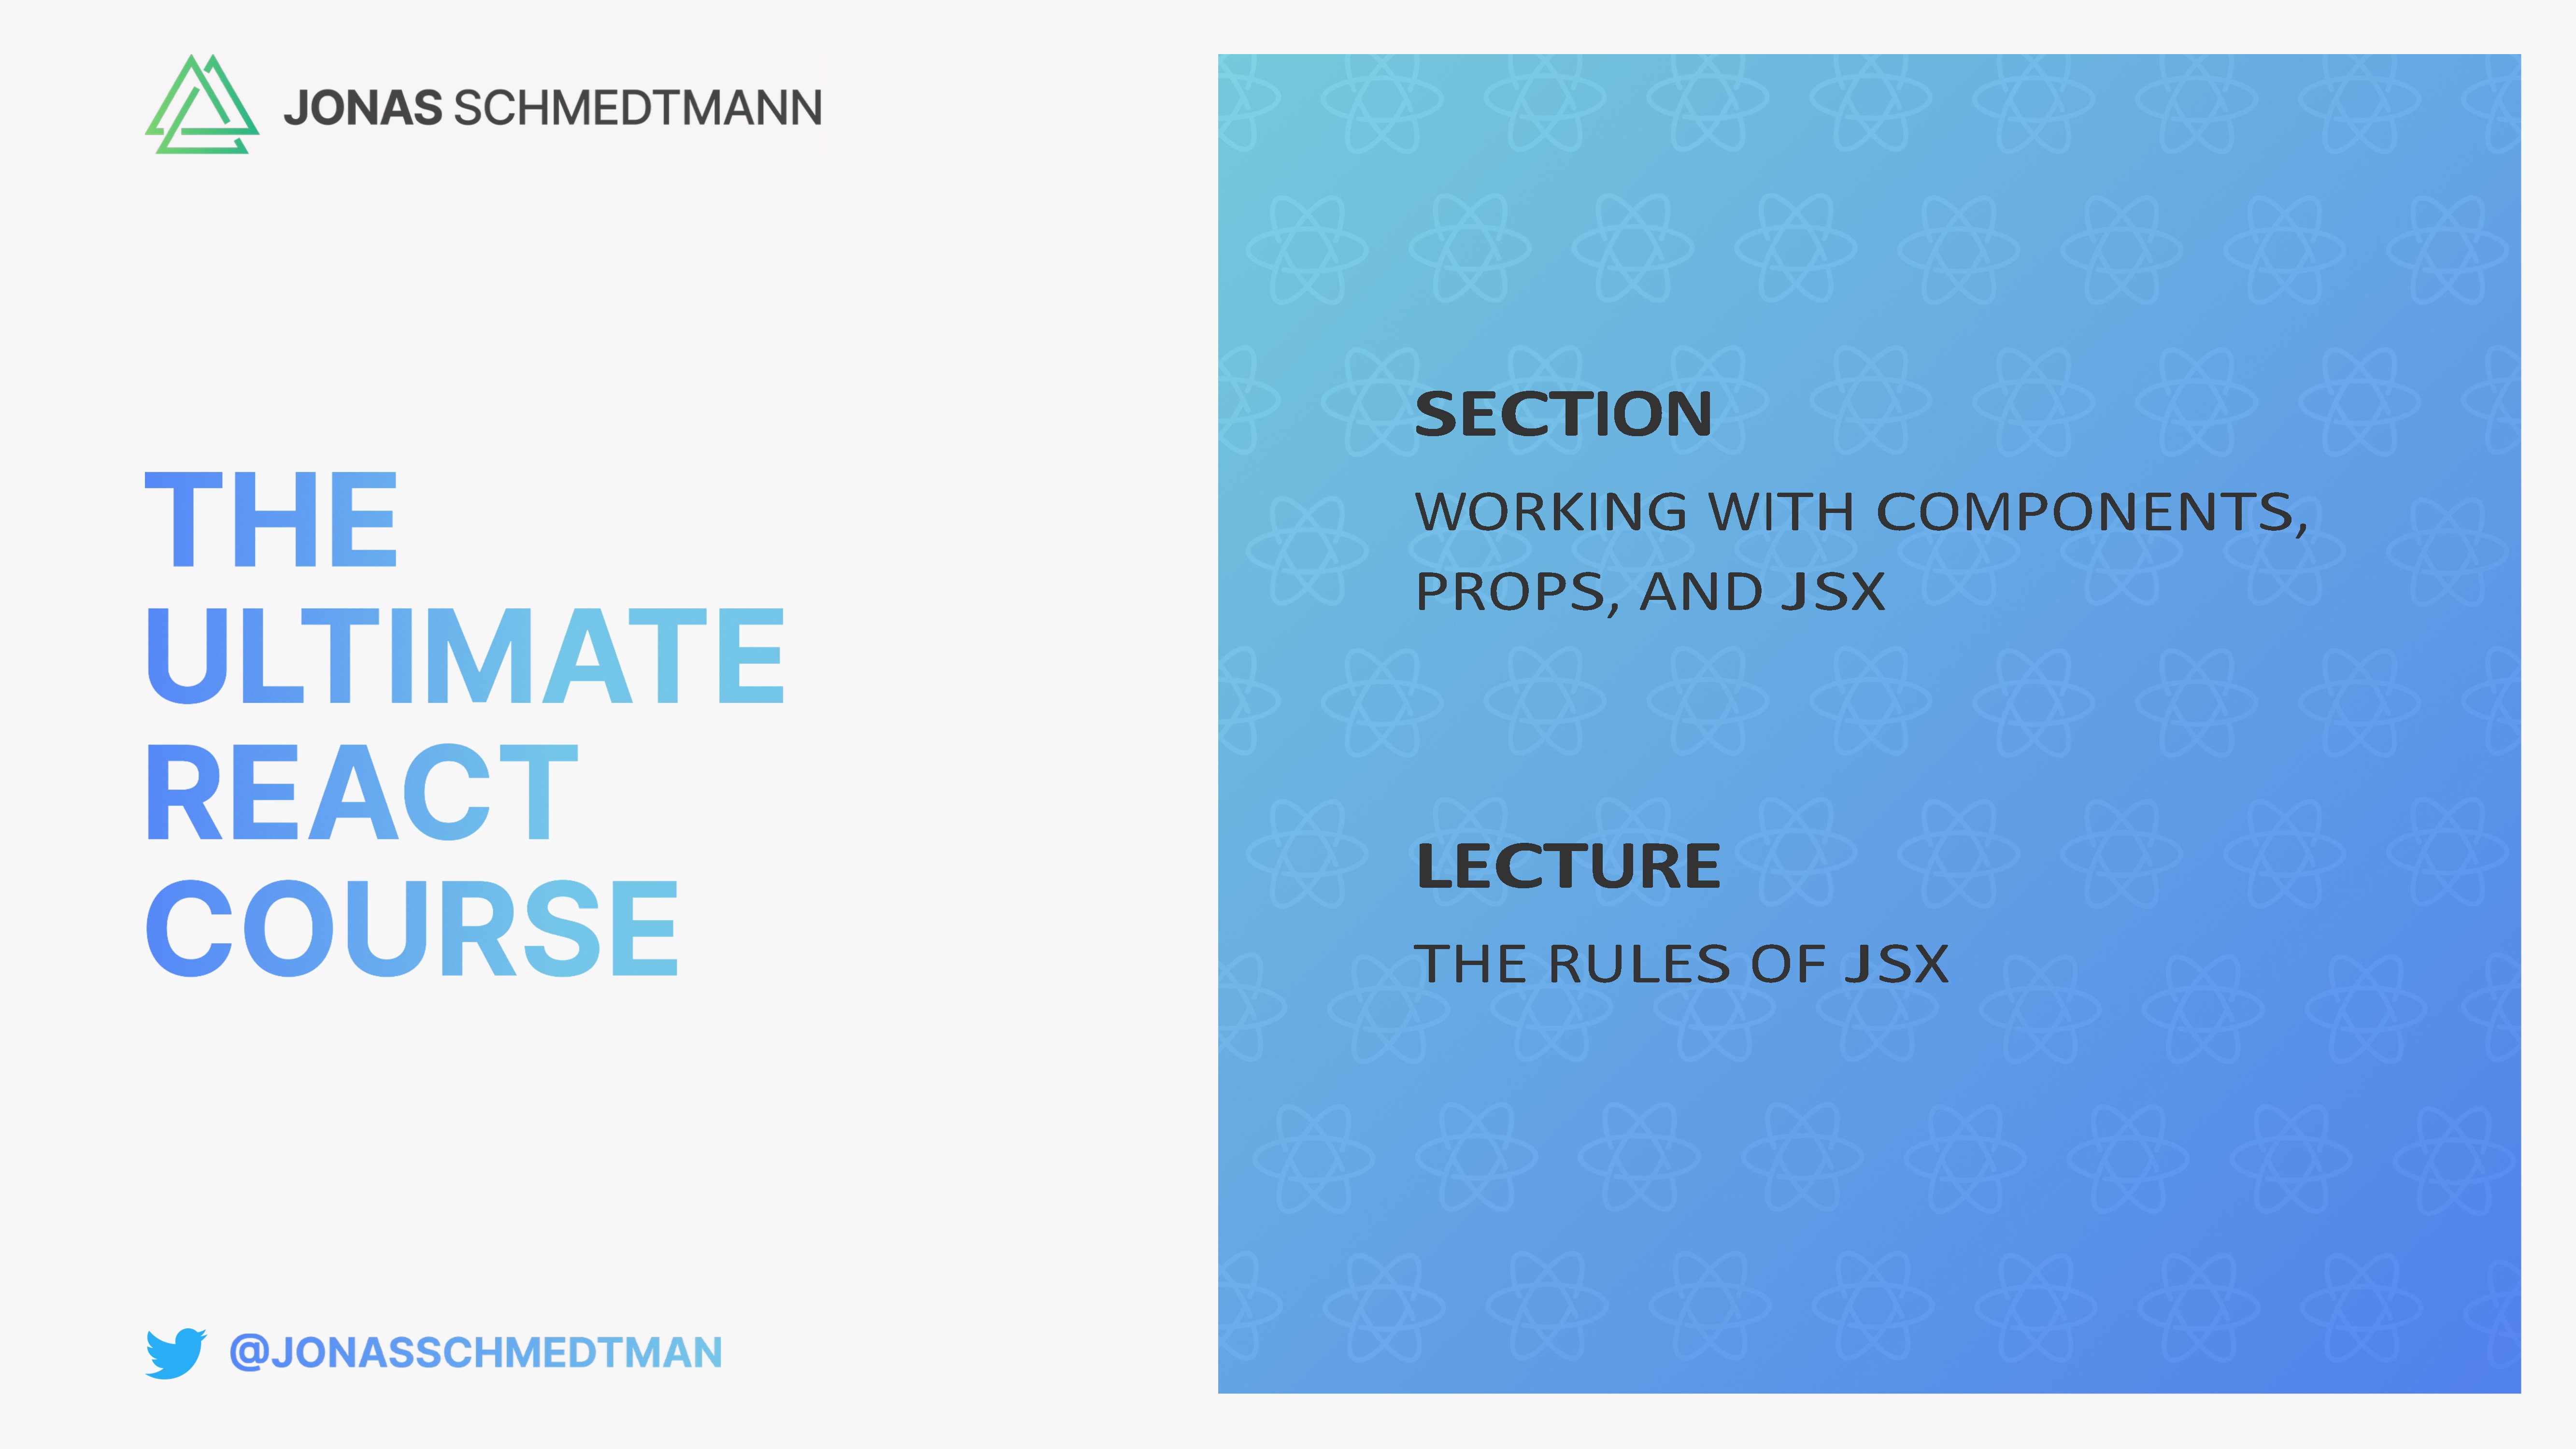 JONAS SCHMEDTMANN
THE
ULTIMATE
REACT
COURSE
@JONASSCHMEDTMAN
SECTION
WORKING WITH COMPONENTS,
PROPS, AND JSX
LECTURE
THE RULES OF JSX